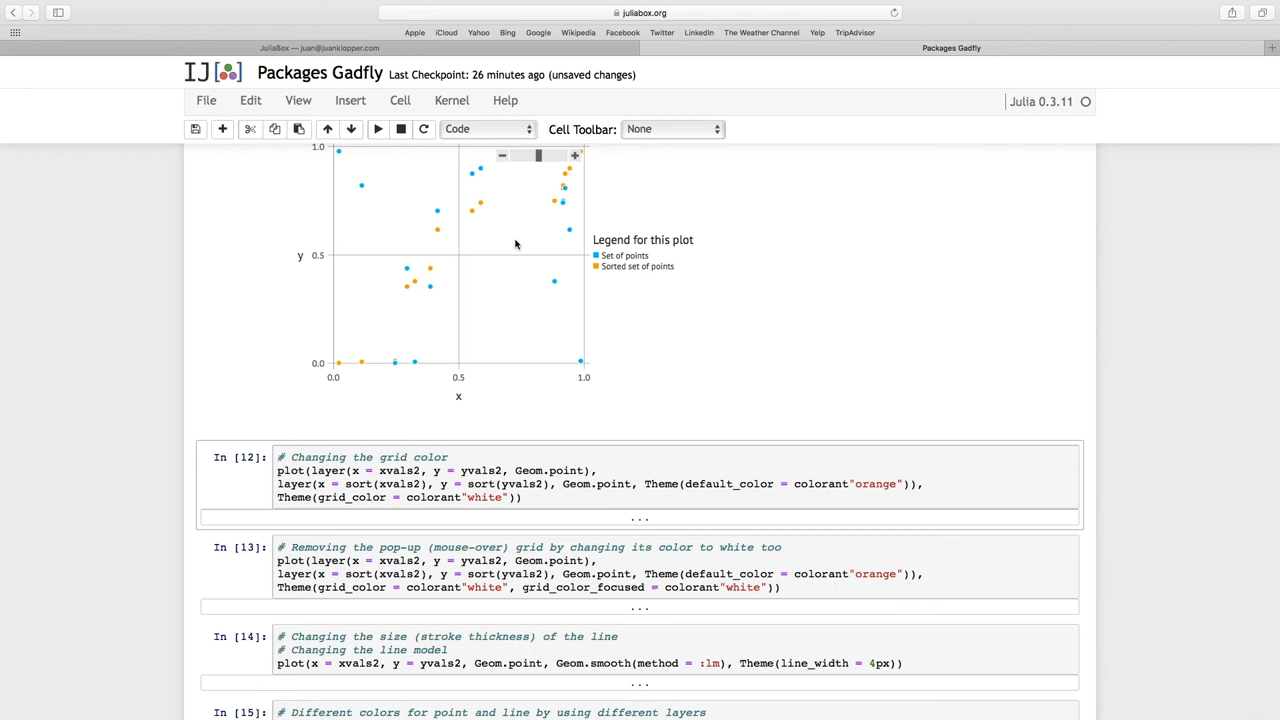 juliabox.org
Apple iCloud Yahoo Bing Google Wikipedia Facebook Twitter LinkedIn The Weather Channel Yelp TripAdvisor
JuliaBox — juan@juanklopper.com
Packages Gadfly
IJ[ ] Packages Gadfly Last Checkpoint: 26 minutes ago (unsaved changes)
File Edit View Insert Cell Kernel Help
Julia 0.3.11
Code
Cell Toolbar: None
1.0
y 0.5
0.0
0.0 0.5 1.0
x
Legend for this plot
Set of points
Sorted set of points
In [12]:
# Changing the grid color
plot(layer(x = xvals2, y = yvals2, Geom.point),
layer(x = sort(xvals2), y = sort(yvals2), Geom.point, Theme(default_color = colorant"orange")),
Theme(grid_color = colorant"white"))
...
In [13]:
# Removing the pop-up (mouse-over) grid by changing its color to white too
plot(layer(x = xvals2, y = yvals2, Geom.point),
layer(x = sort(xvals2), y = sort(yvals2), Geom.point, Theme(default_color = colorant"orange")),
Theme(grid_color = colorant"white", grid_color_focused = colorant"white"))
...
In [14]:
# Changing the size (stroke thickness) of the line
# Changing the line model
plot(x = xvals2, y = yvals2, Geom.point, Geom.smooth(method = :lm), Theme(line_width = 4px))
...
In [15]:
# Different colors for point and line by using different layers